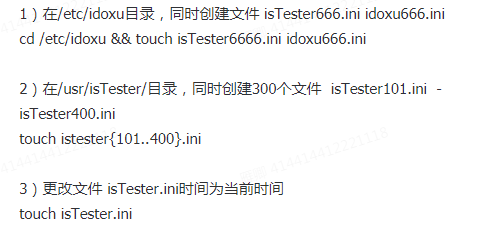 1）在/etc/idoxu目录，同时创建文件 isTester666.ini idoxu666.ini
cd /etc/idoxu && touch isTester6666.ini idoxu666.ini
2）在/usr/isTester/目录，同时创建300个文件  isTester101.ini  -
isTester400.ini
touch istester{101..400}.ini
3）更改文件 isTester.ini时间为当前时间
touch isTester.ini